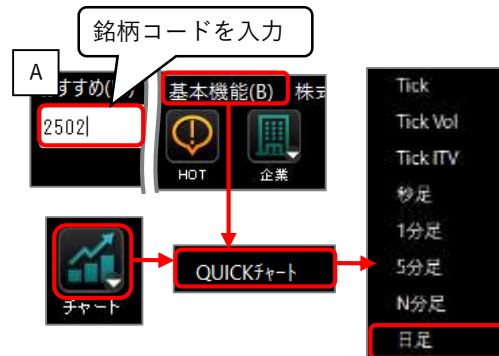 銘柄コードを入力
A
すすめ(
2502
基本機能(B) 株式
HOT
企業
チャート
QUICKチャート
Tick
Tick Vol
Tick ITV
秒足
1分足
5分足
N分足
日足